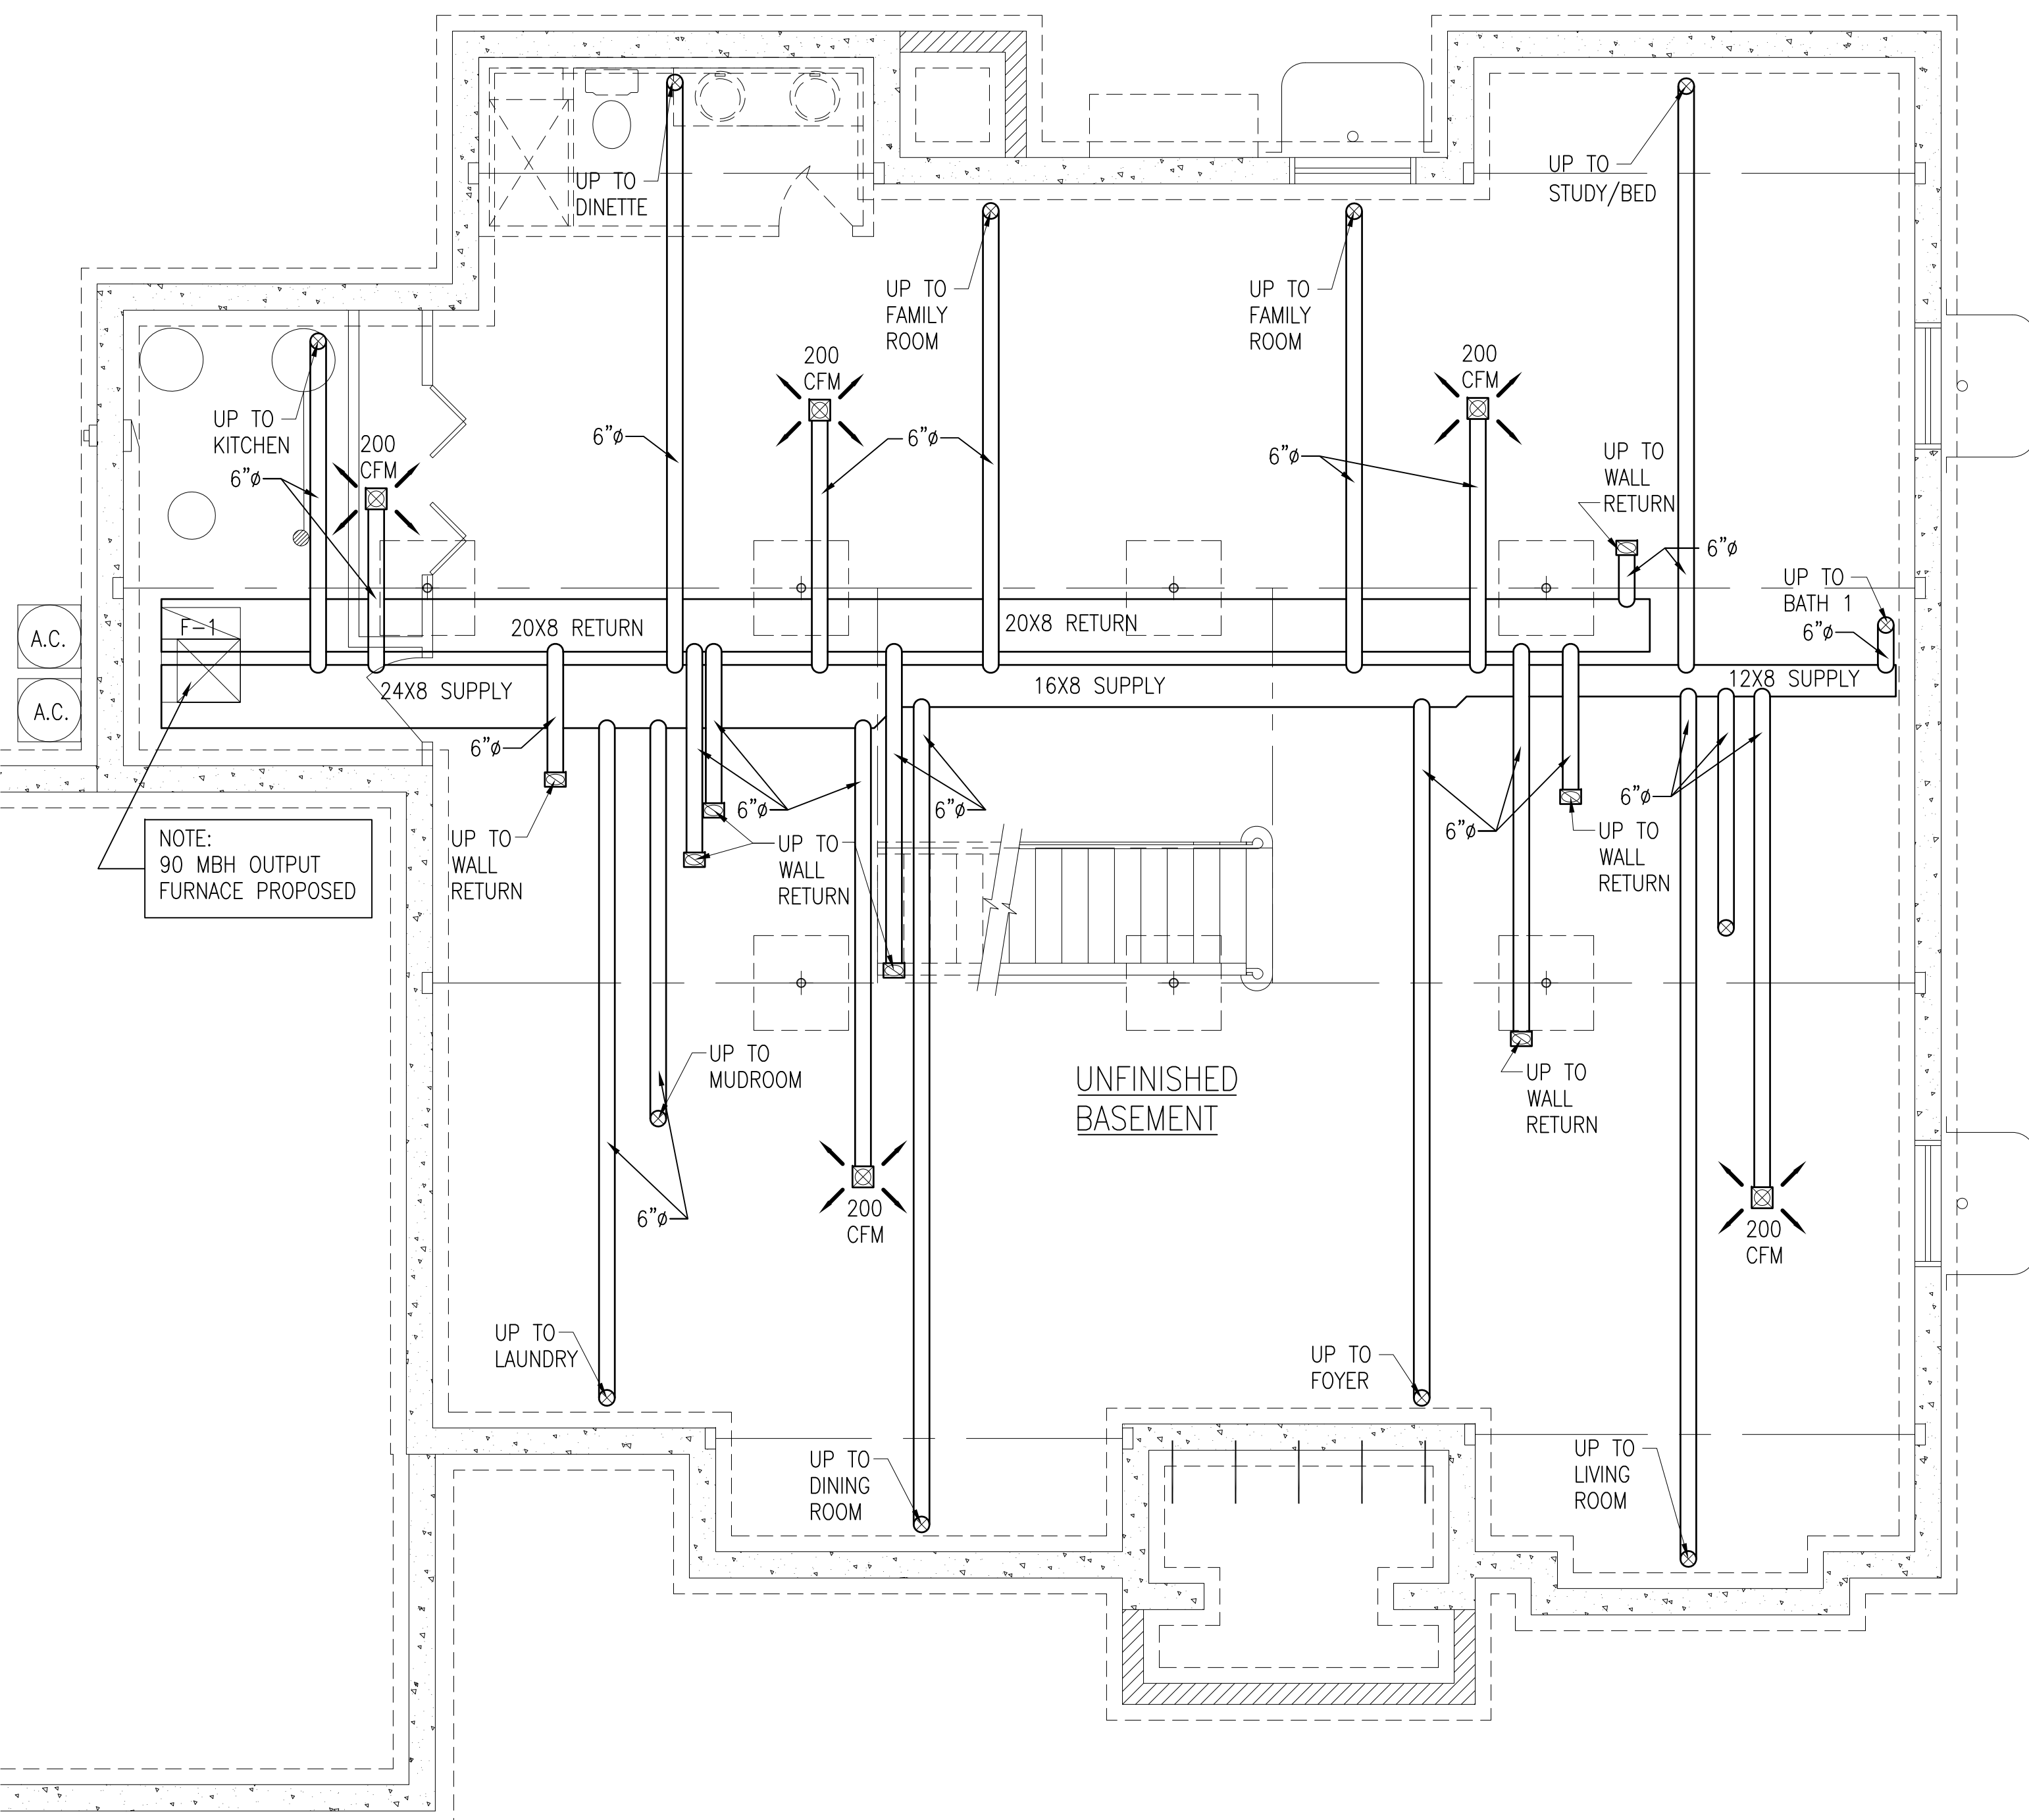 UP TO
DINETTE
UP TO
STUDY/BED
UP TO
FAMILY
ROOM
UP TO
FAMILY
ROOM
200
CFM
200
CFM
UP TO
KITCHEN
200
CFM
6"ø
6"ø
6"ø
6"ø
UP TO
WALL
RETURN
6"ø
UP TO
BATH 1
6"ø
A.C.
F-1
20X8 RETURN
20X8 RETURN
24X8 SUPPLY
16X8 SUPPLY
12X8 SUPPLY
A.C.
6"ø
6"ø
6"ø
6"ø
6"ø
NOTE:
90 MBH OUTPUT
FURNACE PROPOSED
UP TO
WALL
RETURN
UP TO
WALL
RETURN
UP TO
WALL
RETURN
UP TO
MUDROOM
UNFINISHED
BASEMENT
UP TO
WALL
RETURN
6"ø
200
CFM
200
CFM
UP TO
LAUNDRY
UP TO
FOYER
UP TO
DINING
ROOM
UP TO
LIVING
ROOM